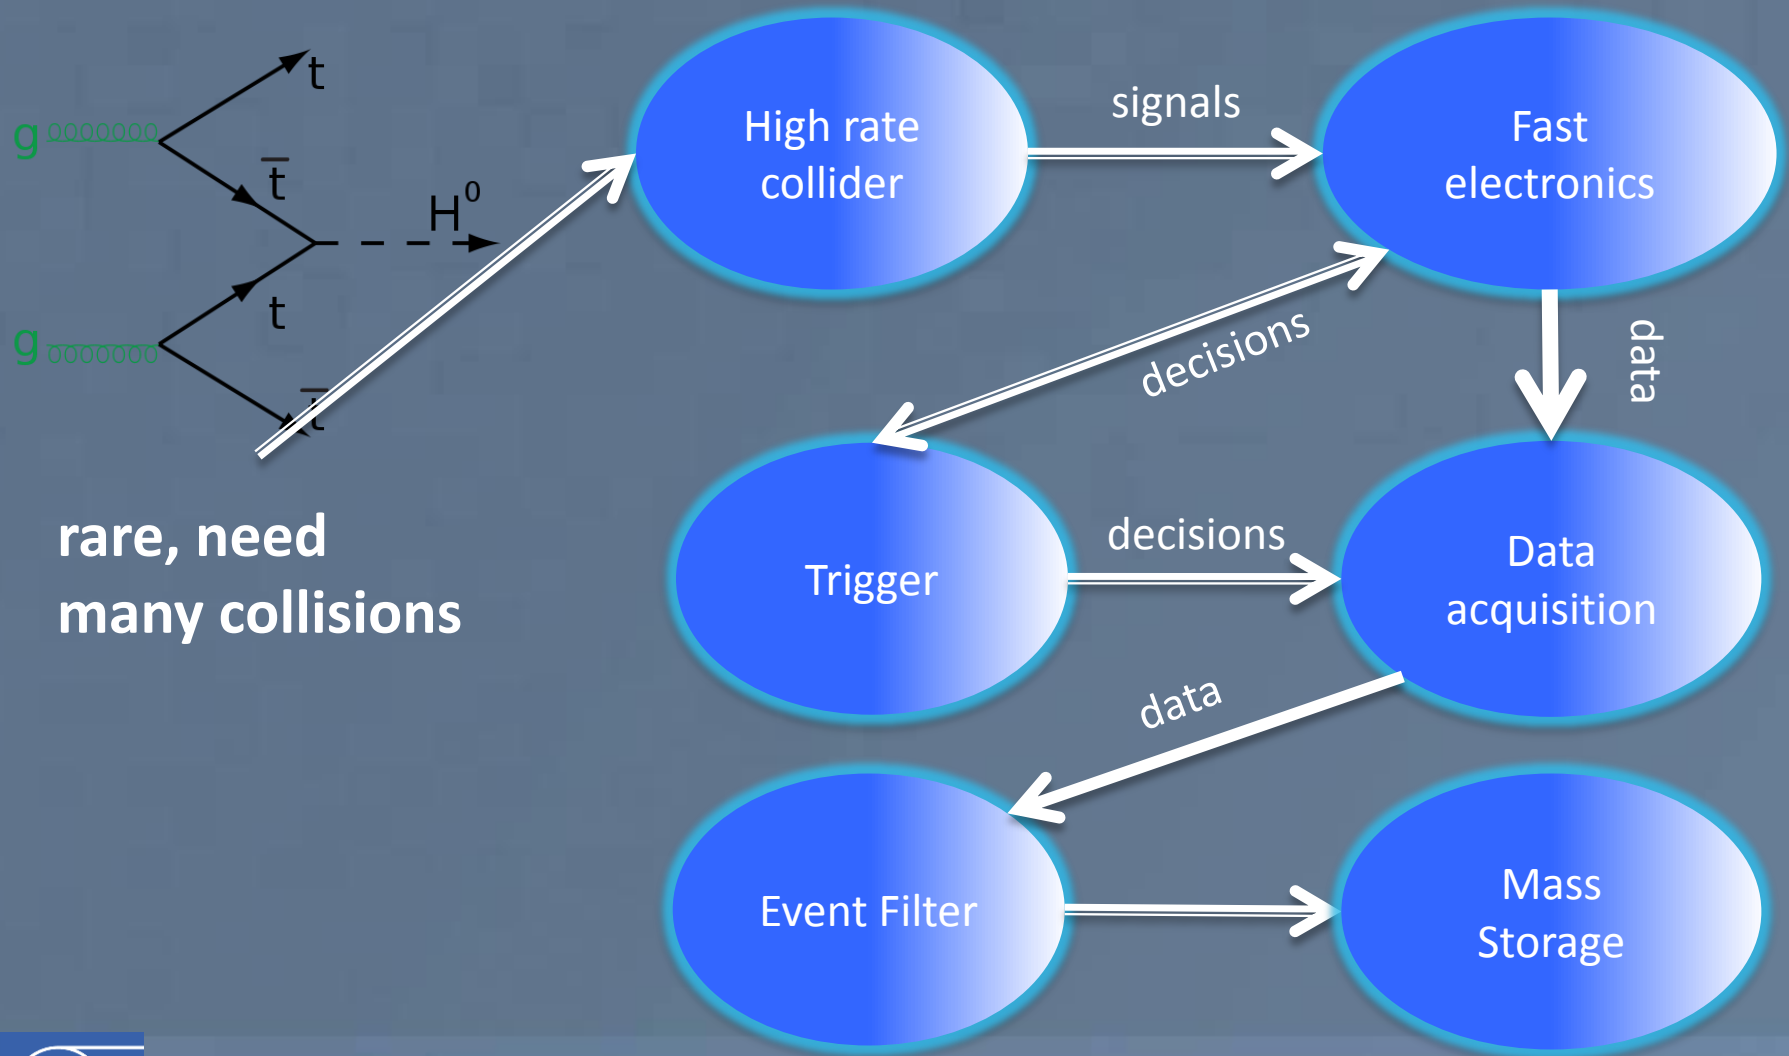 t
g
t̅
H⁰
t
g
t̅
High rate
collider
signals
Fast
electronics
decisions
data
rare, need
many collisions
Trigger
decisions
Data
acquisition
data
Event Filter
Mass
Storage